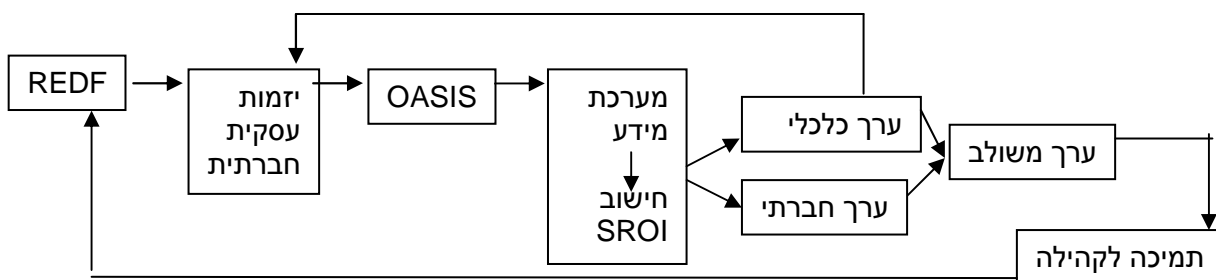 REDF
יזמות
עסקית
חברתית
OASIS
מערכת
מידע
חישוב
SROI
ערך כלכלי
ערך חברתי
ערך משולב
תמיכה לקהילה